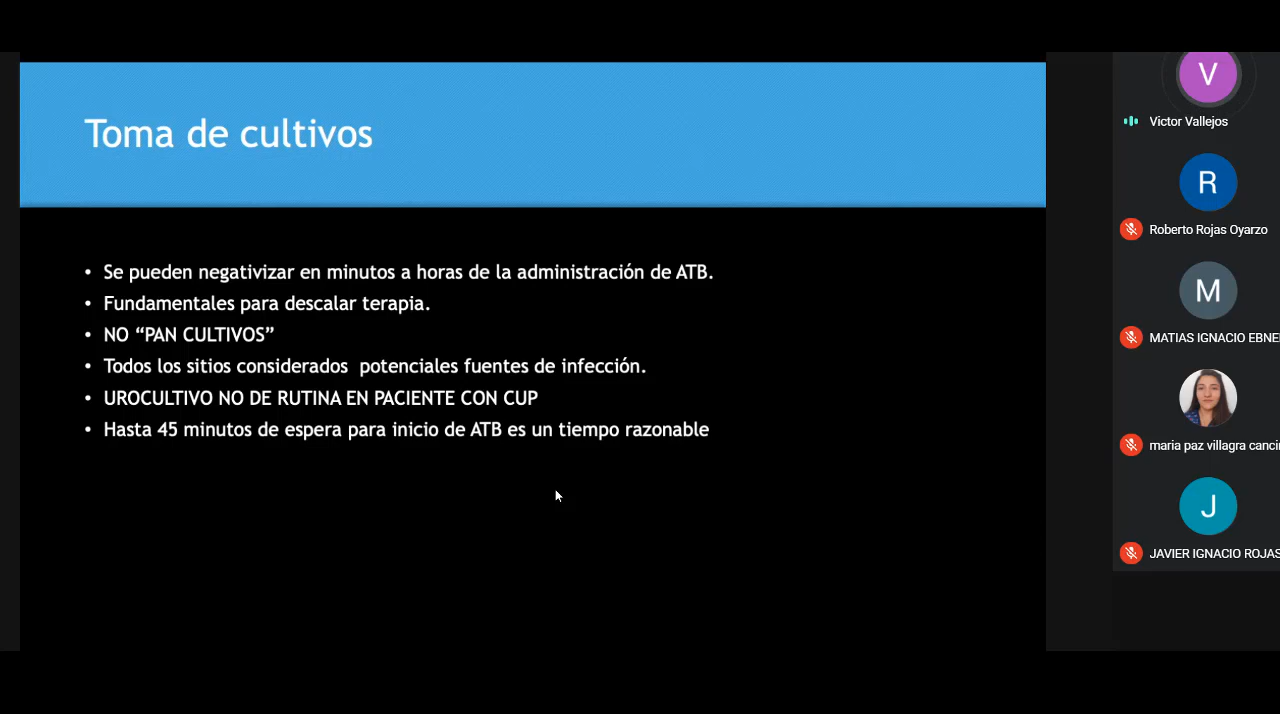 Toma de cultivos
• Se pueden negativizar en minutos a horas de la administración de ATB.
• Fundamentales para descalar terapia.
• NO “PAN CULTIVOS”
• Todos los sitios considerados  potenciales fuentes de infección.
• UROCULTIVO NO DE RUTINA EN PACIENTE CON CUP
• Hasta 45 minutos de espera para inicio de ATB es un tiempo razonable
V
Victor Vallejos
R
Roberto Rojas Oyarzo
M
MATIAS IGNACIO EBNE
maria paz villagra canci
J
JAVIER IGNACIO ROJAS